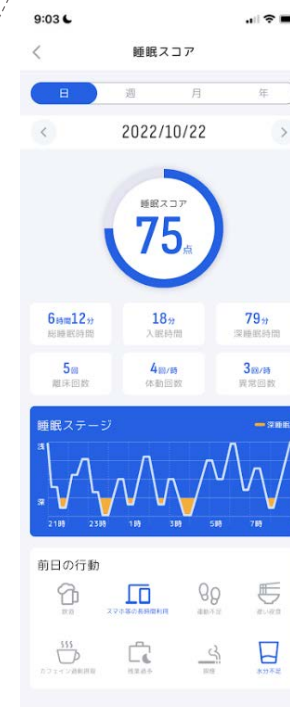 9:03
睡眠スコア
日 週 月 年
2022/10/22
睡眠スコア
75点
6時間12分 18分 79分
総睡眠時間 入眠時間 深睡眠時間
5回 4回/時 3回/時
離床回数 体動回数 異常回数
睡眠ステージ 深睡眠
浅
深
21時 23時 1時 3時 5時 7時
前日の行動
飲酒 スマホ等の長時間利用 運動不足 遅い夜食
カフェイン過剰摂取 残業過多 喫煙 水分不足